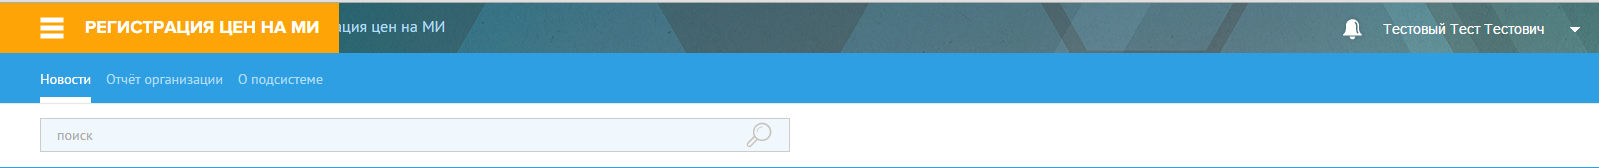 РЕГИСТРАЦИЯ ЦЕН НА МИ ация цен на МИ Тестовый Тест Тестович
Новости Отчёт организации О подсистеме
поиск